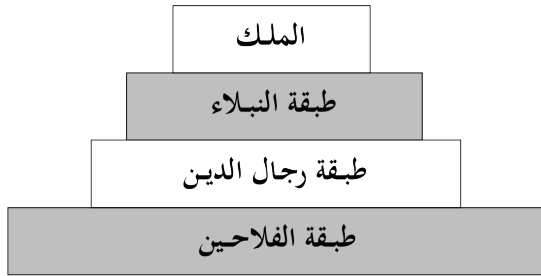 الملك
طبقة النبلاء
طبقة رجال الدين
طبقة الفلاحين